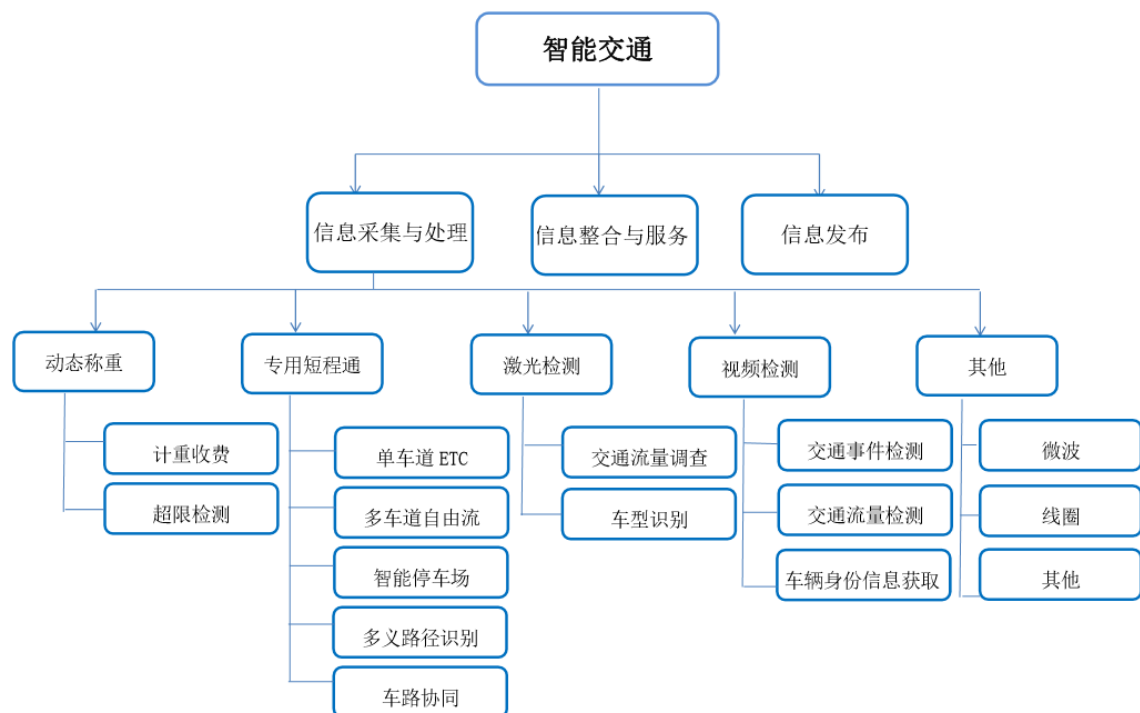 智能交通
信息采集与处理
信息整合与服务
信息发布
动态称重
专用短程通
激光检测
视频检测
其他
计重收费
超限检测
单车道 ETC
多车道自由流
智能停车场
多义路径识别
车路协同
交通流量调查
车型识别
交通事件检测
交通流量检测
车辆身份信息获取
微波
线圈
其他